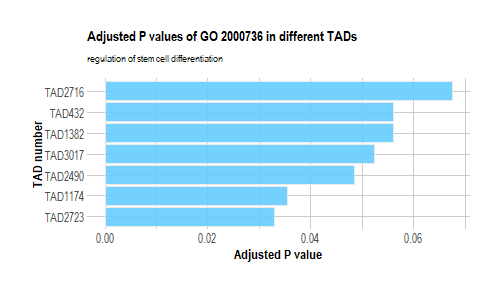 Adjusted P values of GO 2000736 in different TADs
regulation of stem cell differentiation
TAD number
TAD2716
TAD432
TAD1382
TAD3017
TAD2490
TAD1174
TAD2723
0.00 0.02 0.04 0.06
Adjusted P value